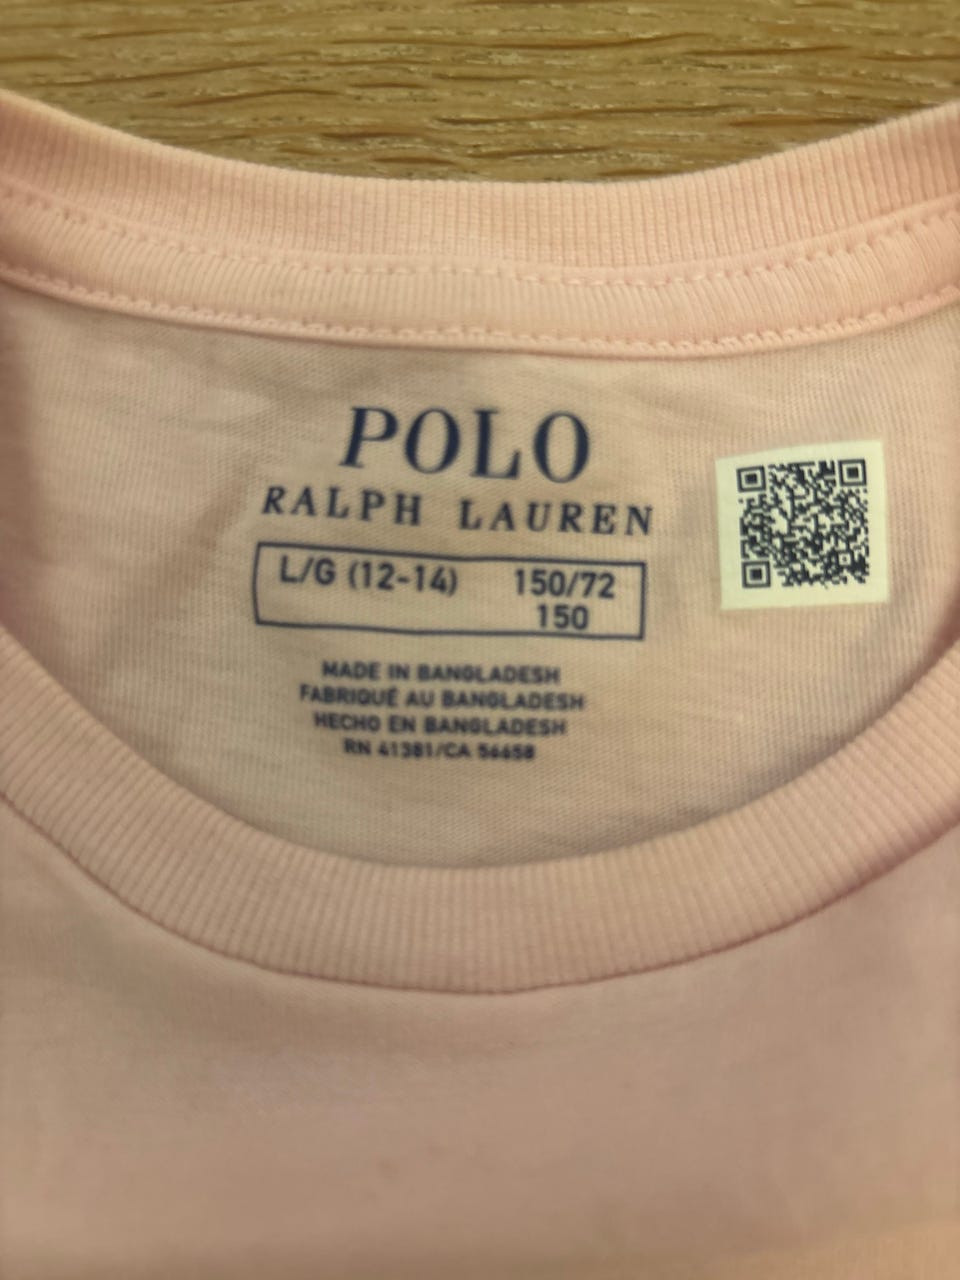 POLO
RALPH LAUREN
L/G (12-14) 150/72
150
MADE IN BANGLADESH
FABRIQUÉ AU BANGLADESH
HECHO EN BANGLADESH
RN 41381/CA 56658